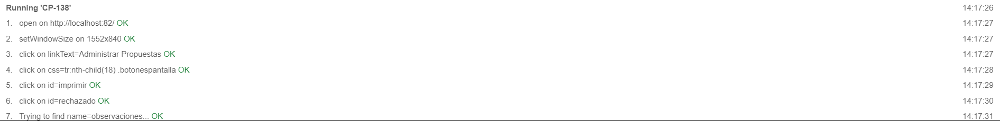 Running 'CP-138' 14:17:26
1. open on http://localhost:82/ OK 14:17:27
2. setWindowSize on 1552x840 OK 14:17:27
3. click on linkText=Administrar Propuestas OK 14:17:27
4. click on css=tr:nth-child(18) .botonespantalla OK 14:17:28
5. click on id=imprimir OK 14:17:29
6. click on id=rechazado OK 14:17:30
7. Trying to find name=observaciones... OK 14:17:31